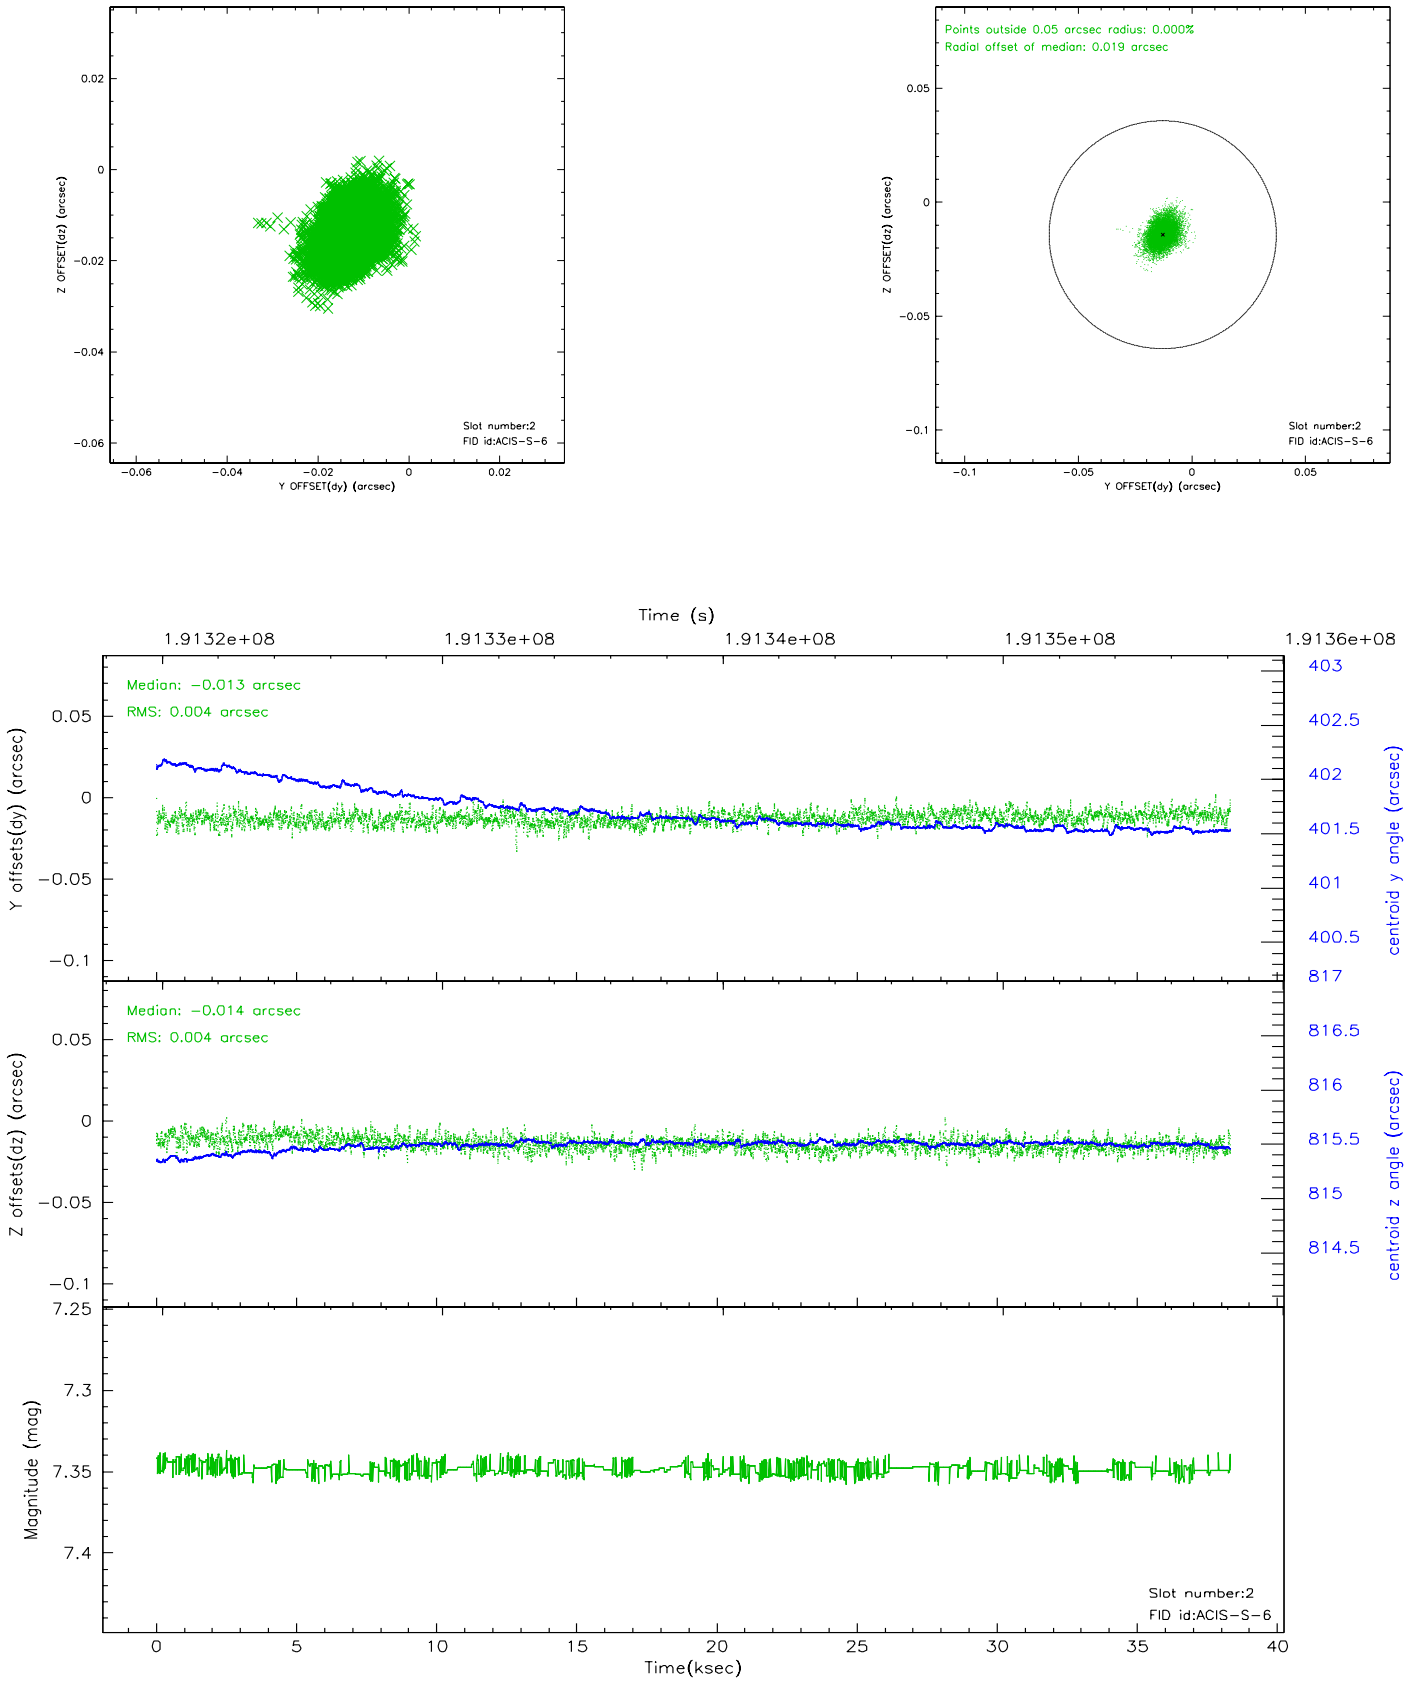 0.02
0
−0.02
−0.04
−0.06
Z OFFSET(dz) (arcsec)
Slot number:2
FID id:ACIS−S−6
−0.06
−0.04
−0.02
0
0.02
Y OFFSET(dy) (arcsec)
Points outside 0.05 arcsec radius: 0.000%
Radial offset of median: 0.019 arcsec
0.05
0
−0.05
−0.1
Z OFFSET(dz) (arcsec)
Slot number:2
FID id:ACIS−S−6
−0.1
−0.05
0
0.05
Y OFFSET(dy) (arcsec)
Time (s)
1.9132e+08
1.9133e+08
1.9134e+08
1.9135e+08
1.9136e+08
Median: −0.013 arcsec
RMS: 0.004 arcsec
0.05
0
−0.05
−0.1
Y offsets(dy) (arcsec)
403
402.5
402
401.5
401
400.5
centroid y angle (arcsec)
817
Median: −0.014 arcsec
RMS: 0.004 arcsec
0.05
0
−0.05
−0.1
Z offsets(dz) (arcsec)
816.5
816
815.5
815
814.5
centroid z angle (arcsec)
7.25
7.3
7.35
7.4
Magnitude (mag)
Slot number:2
FID id:ACIS−S−6
0
5
10
15
20
25
30
35
40
Time(ksec)